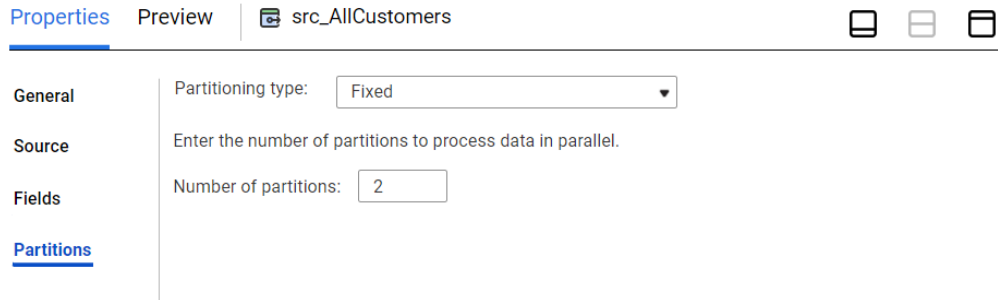 Properties Preview src_AllCustomers
General
Partitioning type: Fixed
Source
Enter the number of partitions to process data in parallel.
Fields
Number of partitions: 2
Partitions